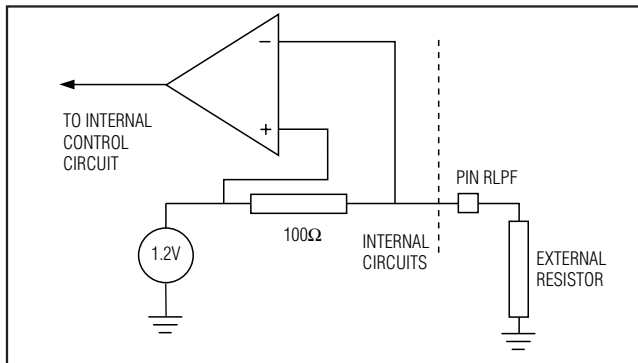 −
+
TO INTERNAL
CONTROL
CIRCUIT
PIN RLPF
100Ω
INTERNAL
CIRCUITS
1.2V
EXTERNAL
RESISTOR